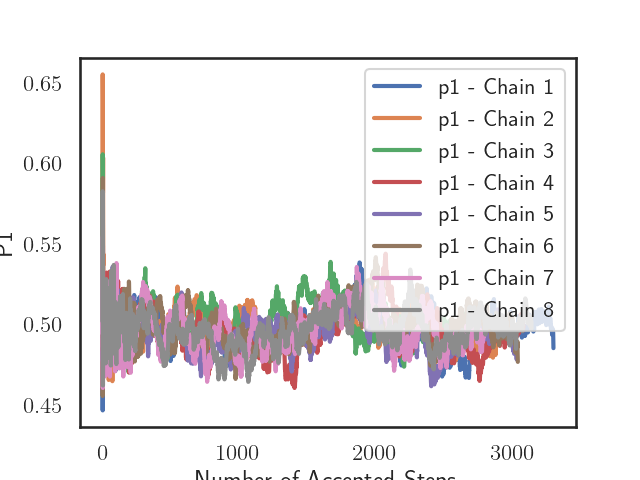 0.65
0.60
0.55
0.50
0.45
P1
0
1000
2000
3000
Number of Accepted Steps
p1 - Chain 1
p1 - Chain 2
p1 - Chain 3
p1 - Chain 4
p1 - Chain 5
p1 - Chain 6
p1 - Chain 7
p1 - Chain 8